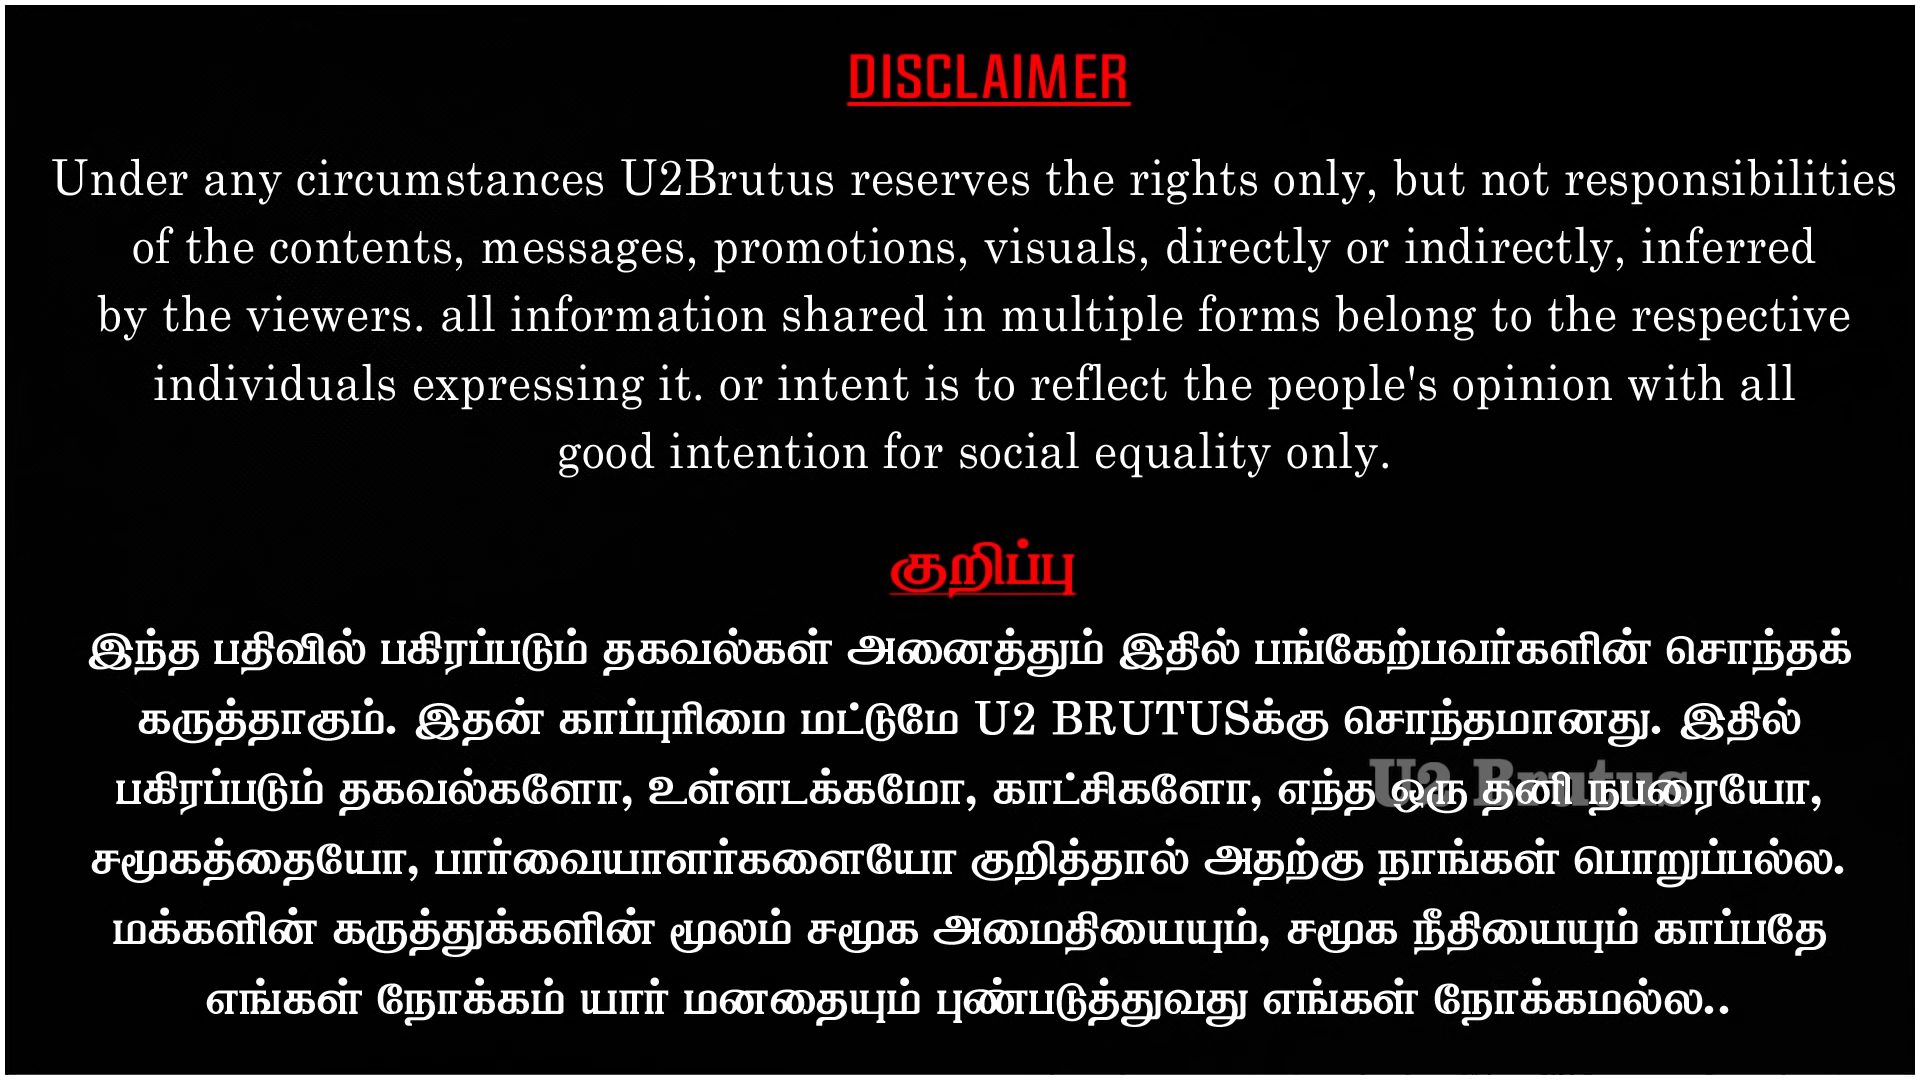 DISCLAIMER
Under any circumstances U2Brutus reserves the rights only, but not responsibilities
of the contents, messages, promotions, visuals, directly or indirectly, inferred
by the viewers. all information shared in multiple forms belong to the respective
individuals expressing it. or intent is to reflect the people's opinion with all
good intention for social equality only.
குறிப்பு
இந்த பதிவில் பகிரப்படும் தகவல்கள் அனைத்தும் இதில் பங்கேற்பவர்களின் சொந்தக்
கருத்தாகும். இதன் காப்புரிமை மட்டுமே U2 BRUTUSக்கு சொந்தமானது. இதில்
U2 Brutus
பகிரப்படும் தகவல்களோ, உள்ளடக்கமோ, காட்சிகளோ, எந்த ஒரு தனி நபரையோ,
சமூகத்தையோ, பார்வையாளர்களையோ குறித்தால் அதற்கு நாங்கள் பொறுப்பல்ல.
மக்களின் கருத்துக்களின் மூலம் சமூக அமைதியையும், சமூக நீதியையும் காப்பதே
எங்கள் நோக்கம் யார் மனதையும் புண்படுத்துவது எங்கள் நோக்கமல்ல..